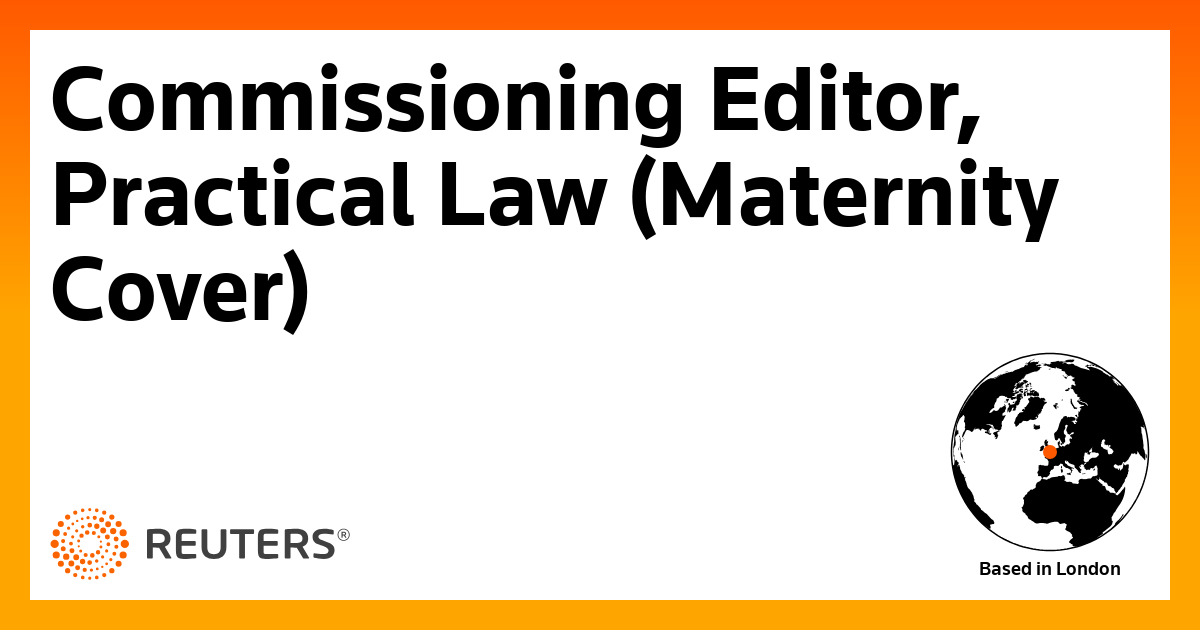 Commissioning Editor,
Practical Law (Maternity
Cover)
REUTERS®
Based in London